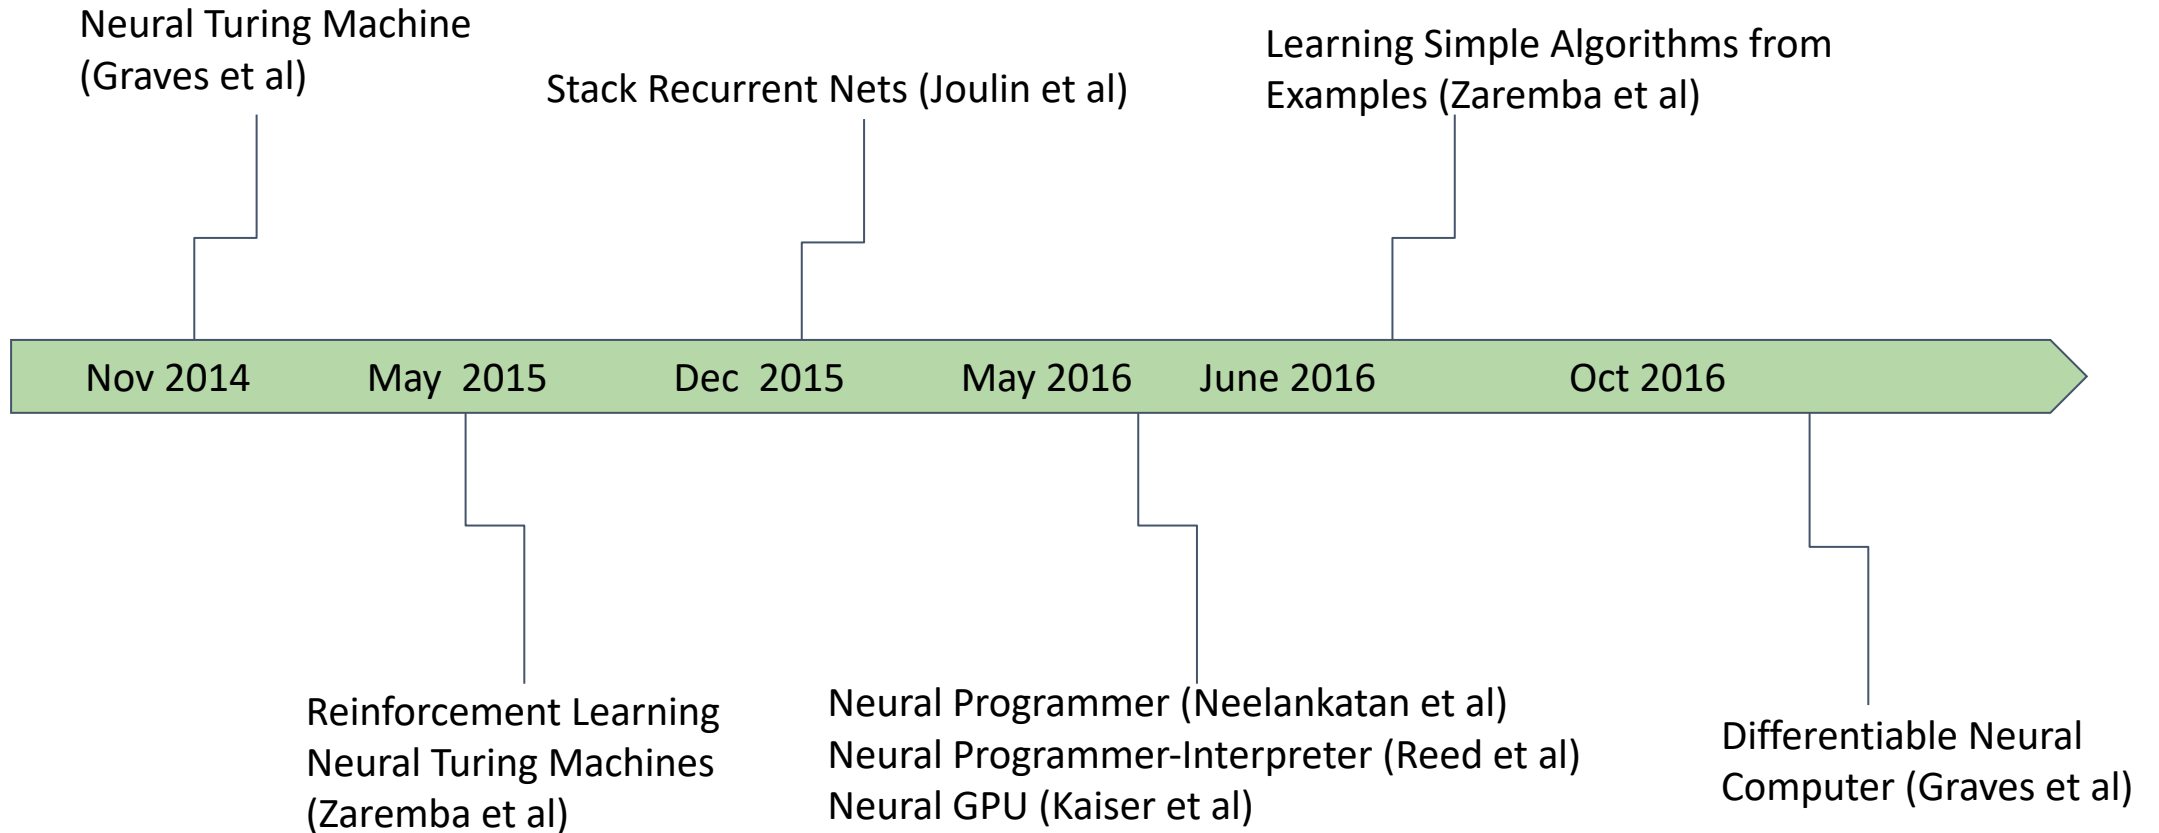 Neural Turing Machine
(Graves et al)
Stack Recurrent Nets (Joulin et al)
Learning Simple Algorithms from
Examples (Zaremba et al)
Nov 2014
May  2015
Dec  2015
May 2016
June 2016
Oct 2016
Reinforcement Learning
Neural Turing Machines
(Zaremba et al)
Neural Programmer (Neelankatan et al)
Neural Programmer-Interpreter (Reed et al)
Neural GPU (Kaiser et al)
Differentiable Neural
Computer (Graves et al)